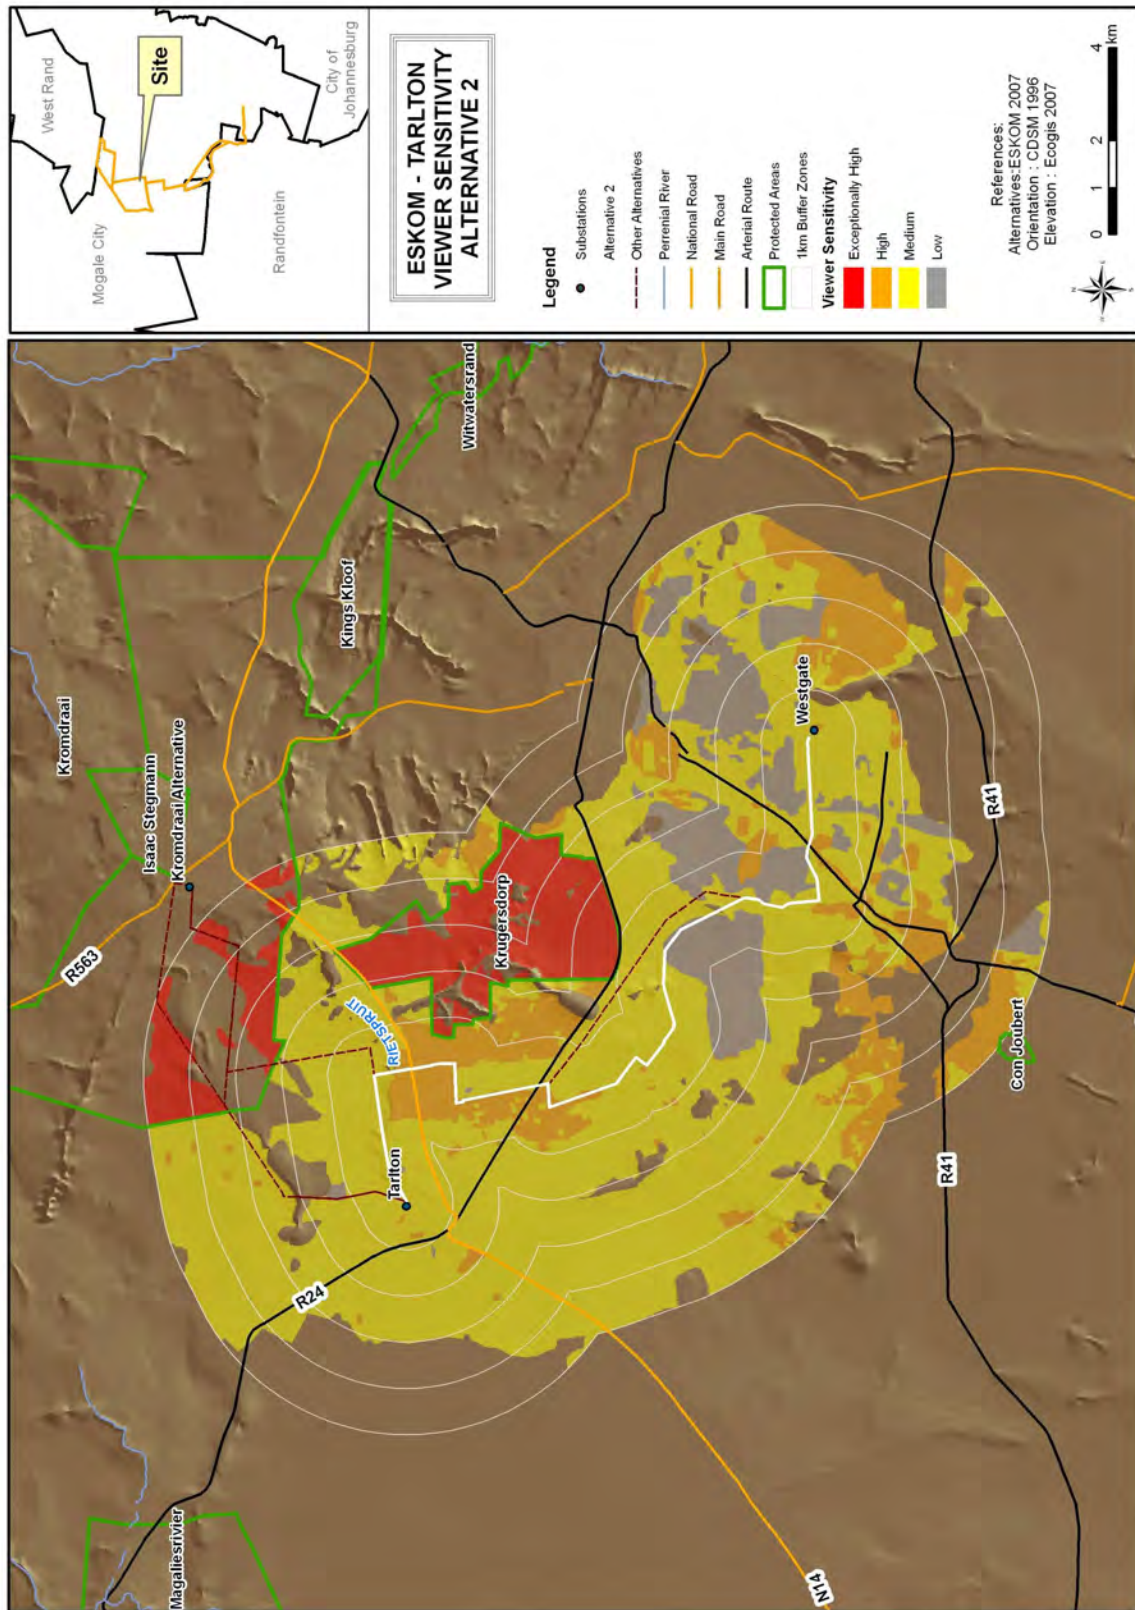 West Rand
Mogale City
Site
City of
Johannesburg
Randfontein
ESKOM - TARLTON
VIEWER SENSITIVITY
ALTERNATIVE 2
Legend
Substations
Alternative 2
Other Alternatives
Perrenial River
National Road
Main Road
Arterial Route
Protected Areas
1km Buffer Zones
Viewer Sensitivity
Exceptionally High
High
Medium
Low
References:
Alternatives:ESKOM 2007
Orientation : CDSM 1996
Elevation : Ecogis 2007
0 1 2 4
km
Magaliesrivier
R24
R563
Kromdraai
Isaac Stegmann
Kromdraai Alternative
Kings Kloof
Witwatersrand
Tarlton
RIETSPRUIT
Krugersdorp
Westgate
R41
R41
Con Joubert
N14